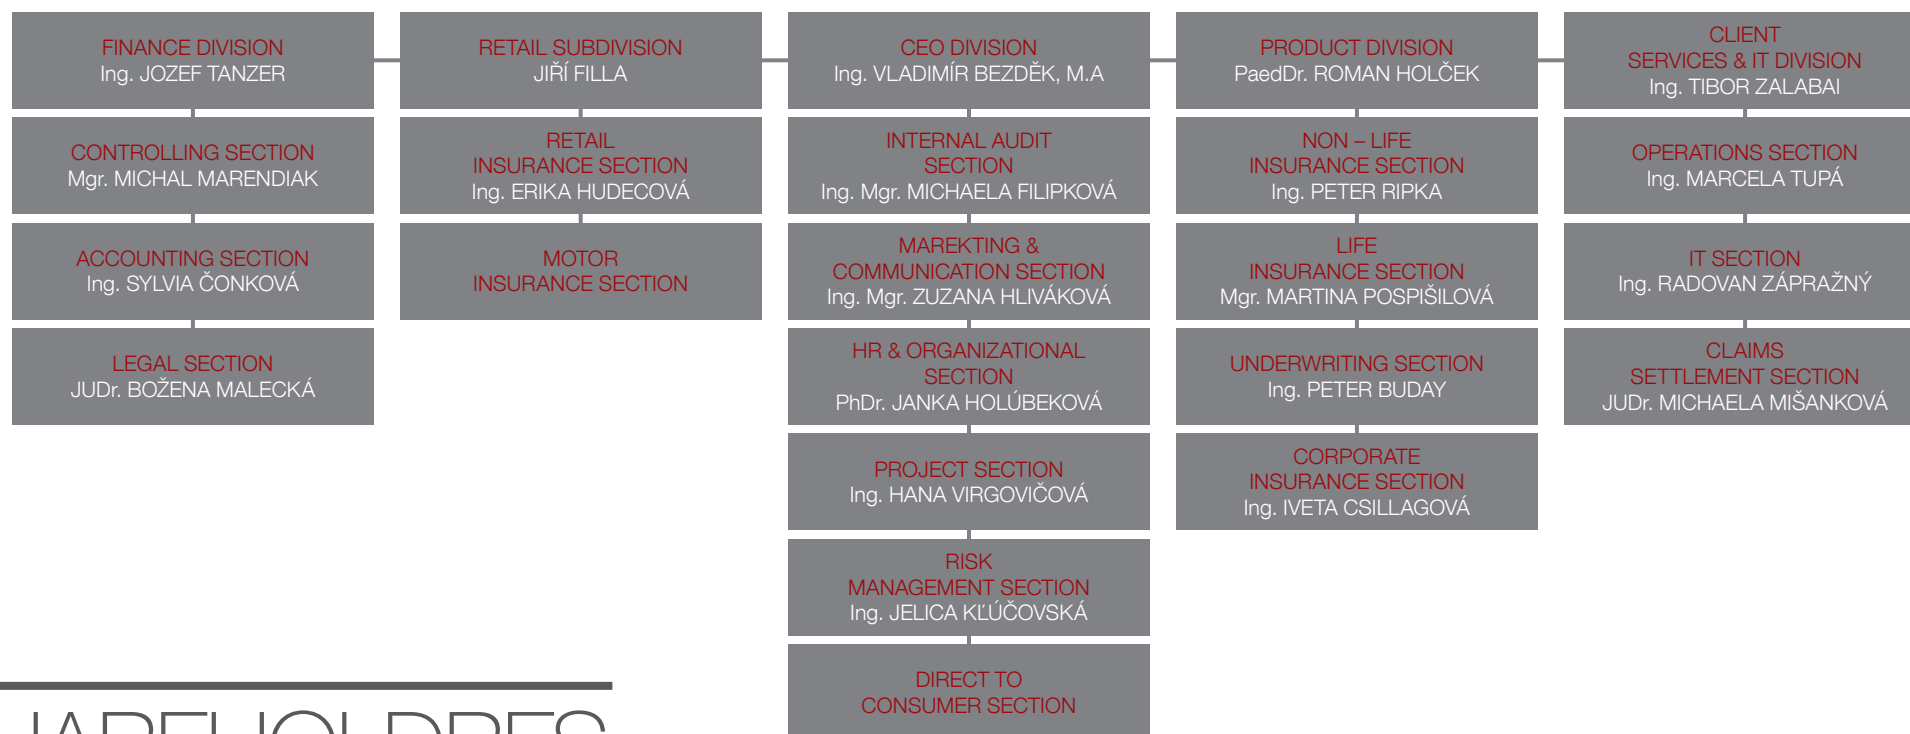 FINANCE DIVISION
Ing. JOZEF TANZER
CONTROLLING SECTION
Mgr. MICHAL MARENDIAK
ACCOUNTING SECTION
Ing. SYLVIA ČONKOVÁ
LEGAL SECTION
JUDr. BOŽENA MALECKÁ
RETAIL SUBDIVISION
JIŘÍ FILLA
RETAIL
INSURANCE SECTION
Ing. ERIKA HUDECOVÁ
MOTOR
INSURANCE SECTION
CEO DIVISION
Ing. VLADIMÍR BEZDĚK, M.A
INTERNAL AUDIT
SECTION
Ing. Mgr. MICHAELA FILIPKOVÁ
MAREKTING &
COMMUNICATION SECTION
Ing. Mgr. ZUZANA HLIVÁKOVÁ
HR & ORGANIZATIONAL
SECTION
PhDr. JANKA HOLÚBEKOVÁ
PROJECT SECTION
Ing. HANA VIRGOVIČOVÁ
RISK
MANAGEMENT SECTION
Ing. JELICA KĽÚČOVSKÁ
DIRECT TO
CONSUMER SECTION
PRODUCT DIVISION
PaedDr. ROMAN HOLČEK
NON – LIFE
INSURANCE SECTION
Ing. PETER RIPKA
LIFE
INSURANCE SECTION
Mgr. MARTINA POSPIŠILOVÁ
UNDERWRITING SECTION
Ing. PETER BUDAY
CORPORATE
INSURANCE SECTION
Ing. IVETA CSILLAGOVÁ
CLIENT
SERVICES & IT DIVISION
Ing. TIBOR ZALABAI
OPERATIONS SECTION
Ing. MARCELA TUPÁ
IT SECTION
Ing. RADOVAN ZÁPRAŽNÝ
CLAIMS
SETTLEMENT SECTION
JUDr. MICHAELA MIŠANKOVÁ